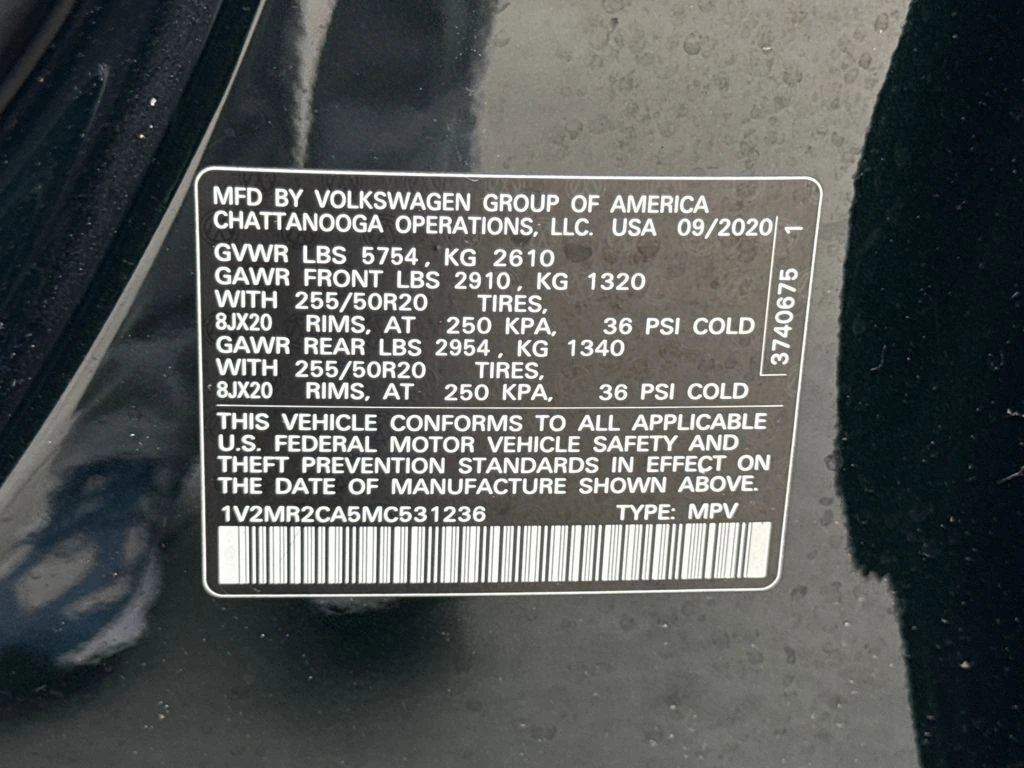 MFD BY VOLKSWAGEN GROUP OF AMERICA
CHATTANOOGA OPERATIONS, LLC. USA 09/2020
GVWR LBS 5754, KG 2610
GAWR FRONT LBS 2910, KG 1320
WITH 255/50R20 TIRES,
8JX20 RIMS, AT 250 KPA, 36 PSI COLD
GAWR REAR LBS 2954, KG 1340
WITH 255/50R20 TIRES,
8JX20 RIMS, AT 250 KPA, 36 PSI COLD
3740675 1
THIS VEHICLE CONFORMS TO ALL APPLICABLE
U.S. FEDERAL MOTOR VEHICLE SAFETY AND
THEFT PREVENTION STANDARDS IN EFFECT ON
THE DATE OF MANUFACTURE SHOWN ABOVE.
1V2MR2CA5MC531236 TYPE: MPV